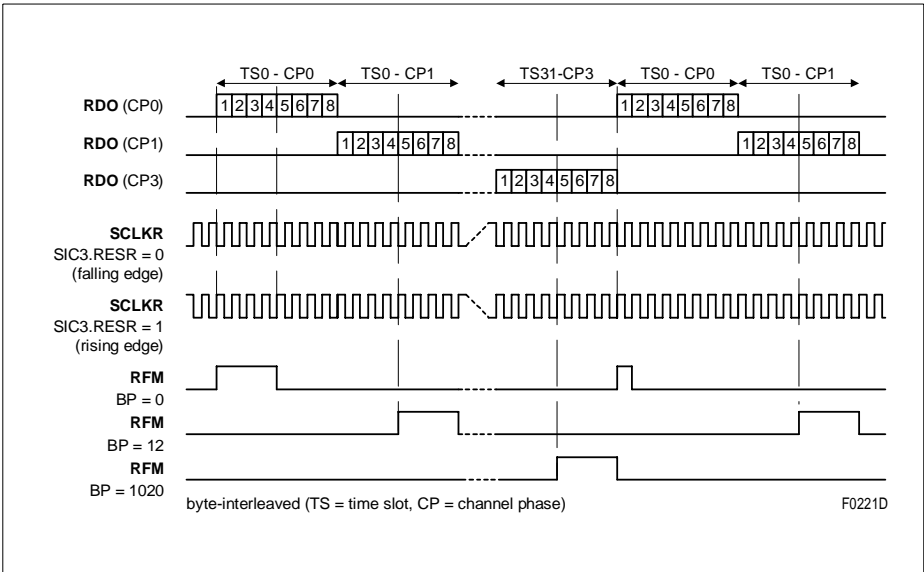 TS0 - CP0 TS0 - CP1 TS31-CP3 TS0 - CP0 TS0 - CP1
RDO (CP0) 1 2 3 4 5 6 7 8 1 2 3 4 5 6 7 8
RDO (CP1) 1 2 3 4 5 6 7 8 1 2 3 4 5 6 7 8
RDO (CP3) 1 2 3 4 5 6 7 8
SCLKR
SIC3.RESR = 0
(falling edge)
SCLKR
SIC3.RESR = 1
(rising edge)
RFM
BP = 0
RFM
BP = 12
RFM
BP = 1020
byte-interleaved (TS = time slot, CP = channel phase) F0221D